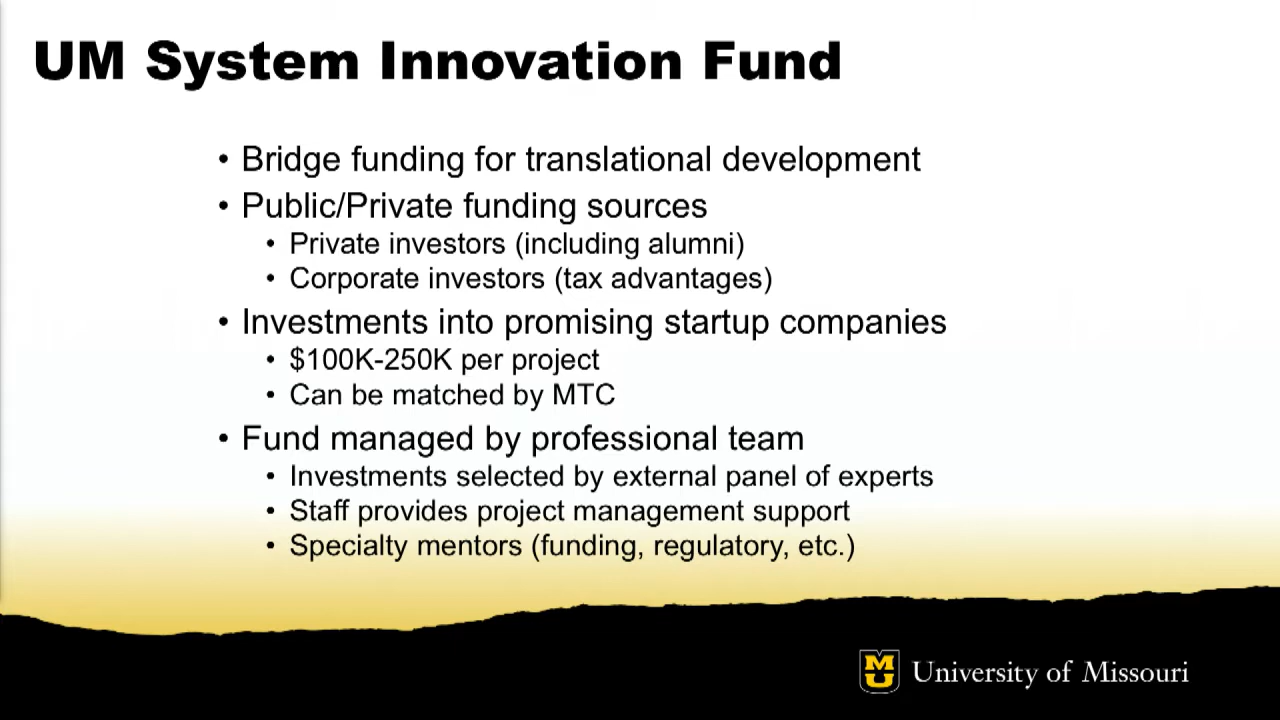 UM System Innovation Fund
• Bridge funding for translational development
• Public/Private funding sources
• Private investors (including alumni)
• Corporate investors (tax advantages)
• Investments into promising startup companies
• $100K-250K per project
• Can be matched by MTC
• Fund managed by professional team
• Investments selected by external panel of experts
• Staff provides project management support
• Specialty mentors (funding, regulatory, etc.)
MU University of Missouri